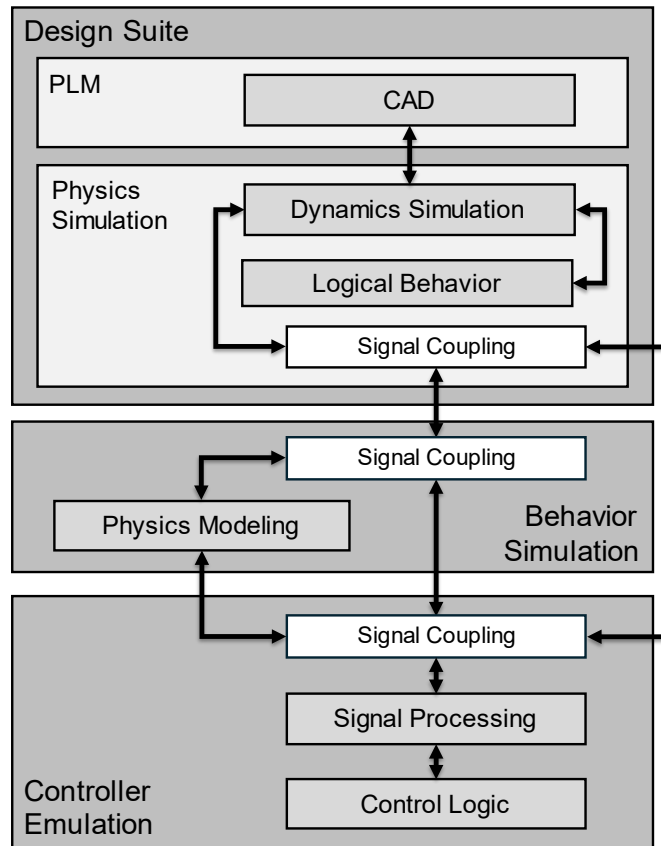 Design Suite
PLM
CAD
Physics
Simulation
Dynamics Simulation
Logical Behavior
Signal Coupling
Signal Coupling
Physics Modeling
Behavior
Simulation
Signal Coupling
Signal Processing
Control Logic
Controller
Emulation